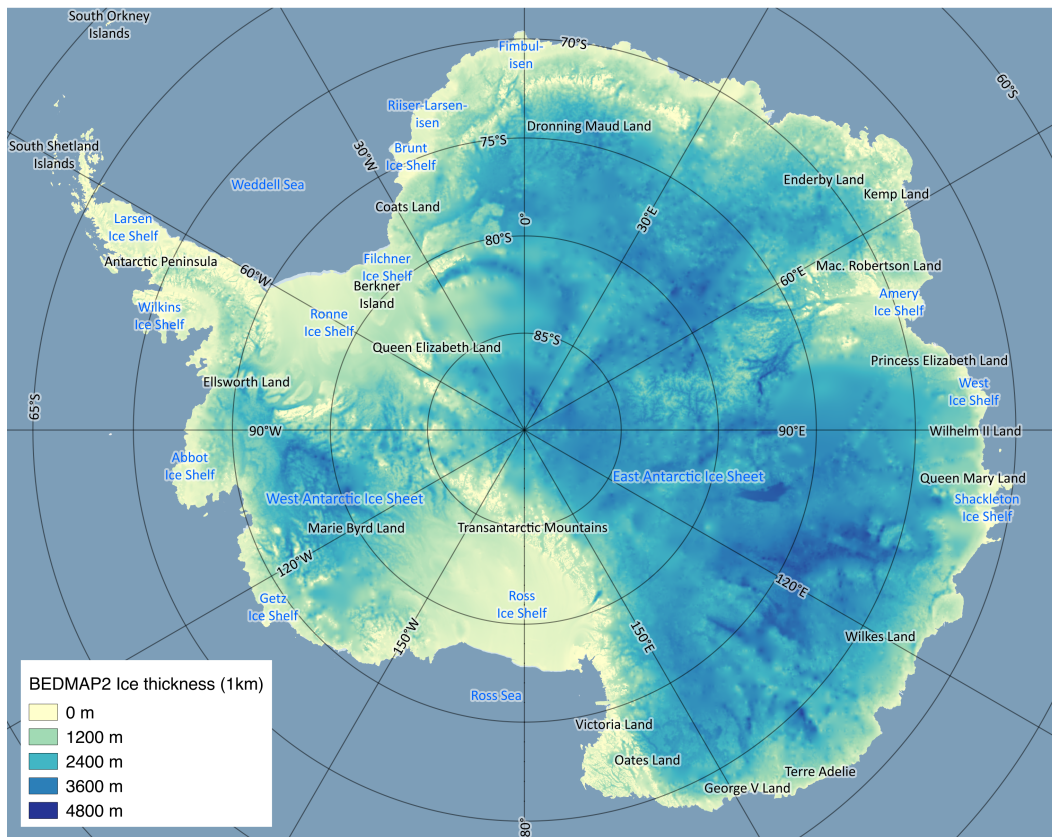 South Orkney
Islands
Fimbul-
isen
70°S
60°S
Riiser-Larsen-
isen
Dronning Maud Land
75°S
South Shetland
Islands
Brunt
Ice Shelf
30°W
Weddell Sea
Enderby Land
Kemp Land
Coats Land
0°
30°E
Larsen
Ice Shelf
80°S
Antarctic Peninsula
60°W
Filchner
Ice Shelf
60°E
Mac. Robertson Land
Berkner
Island
Amery
Ice Shelf
Wilkins
Ice Shelf
Ronne
Ice Shelf
85°S
Queen Elizabeth Land
Princess Elizabeth Land
Ellsworth Land
West
Ice Shelf
65°S
90°W
90°E
Wilhelm II Land
Abbot
Ice Shelf
East Antarctic Ice Sheet
Queen Mary Land
West Antarctic Ice Sheet
Shackleton
Ice Shelf
Marie Byrd Land
Transantarctic Mountains
120°W
120°E
Getz
Ice Shelf
Ross
Ice Shelf
150°W
150°E
Wilkes Land
BEDMAP2 Ice thickness (1km)
0 m
1200 m
2400 m
3600 m
4800 m
Ross Sea
Victoria Land
Oates Land
Terre Adelie
George V Land
80°